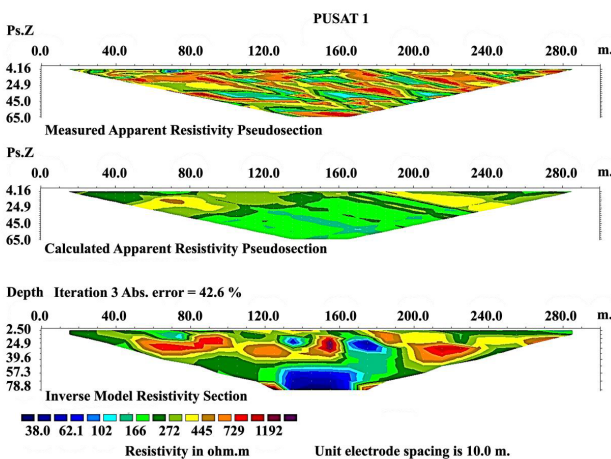 PUSAT 1
Ps.Z
0.0 40.0 80.0 120.0 160.0 200.0 240.0 280.0 m.
4.16
24.9
45.0
65.0
Measured Apparent Resistivity Pseudosection
Ps.Z
0.0 40.0 80.0 120.0 160.0 200.0 240.0 280.0 m.
4.16
24.9
45.0
65.0
Calculated Apparent Resistivity Pseudosection
Depth Iteration 3 Abs. error = 42.6 %
0.0 40.0 80.0 120.0 160.0 200.0 240.0 280.0 m.
2.50
24.9
39.6
57.3
78.8
Inverse Model Resistivity Section
38.0 62.1 102 166 272 445 729 1192
Resistivity in ohm.m Unit electrode spacing is 10.0 m.